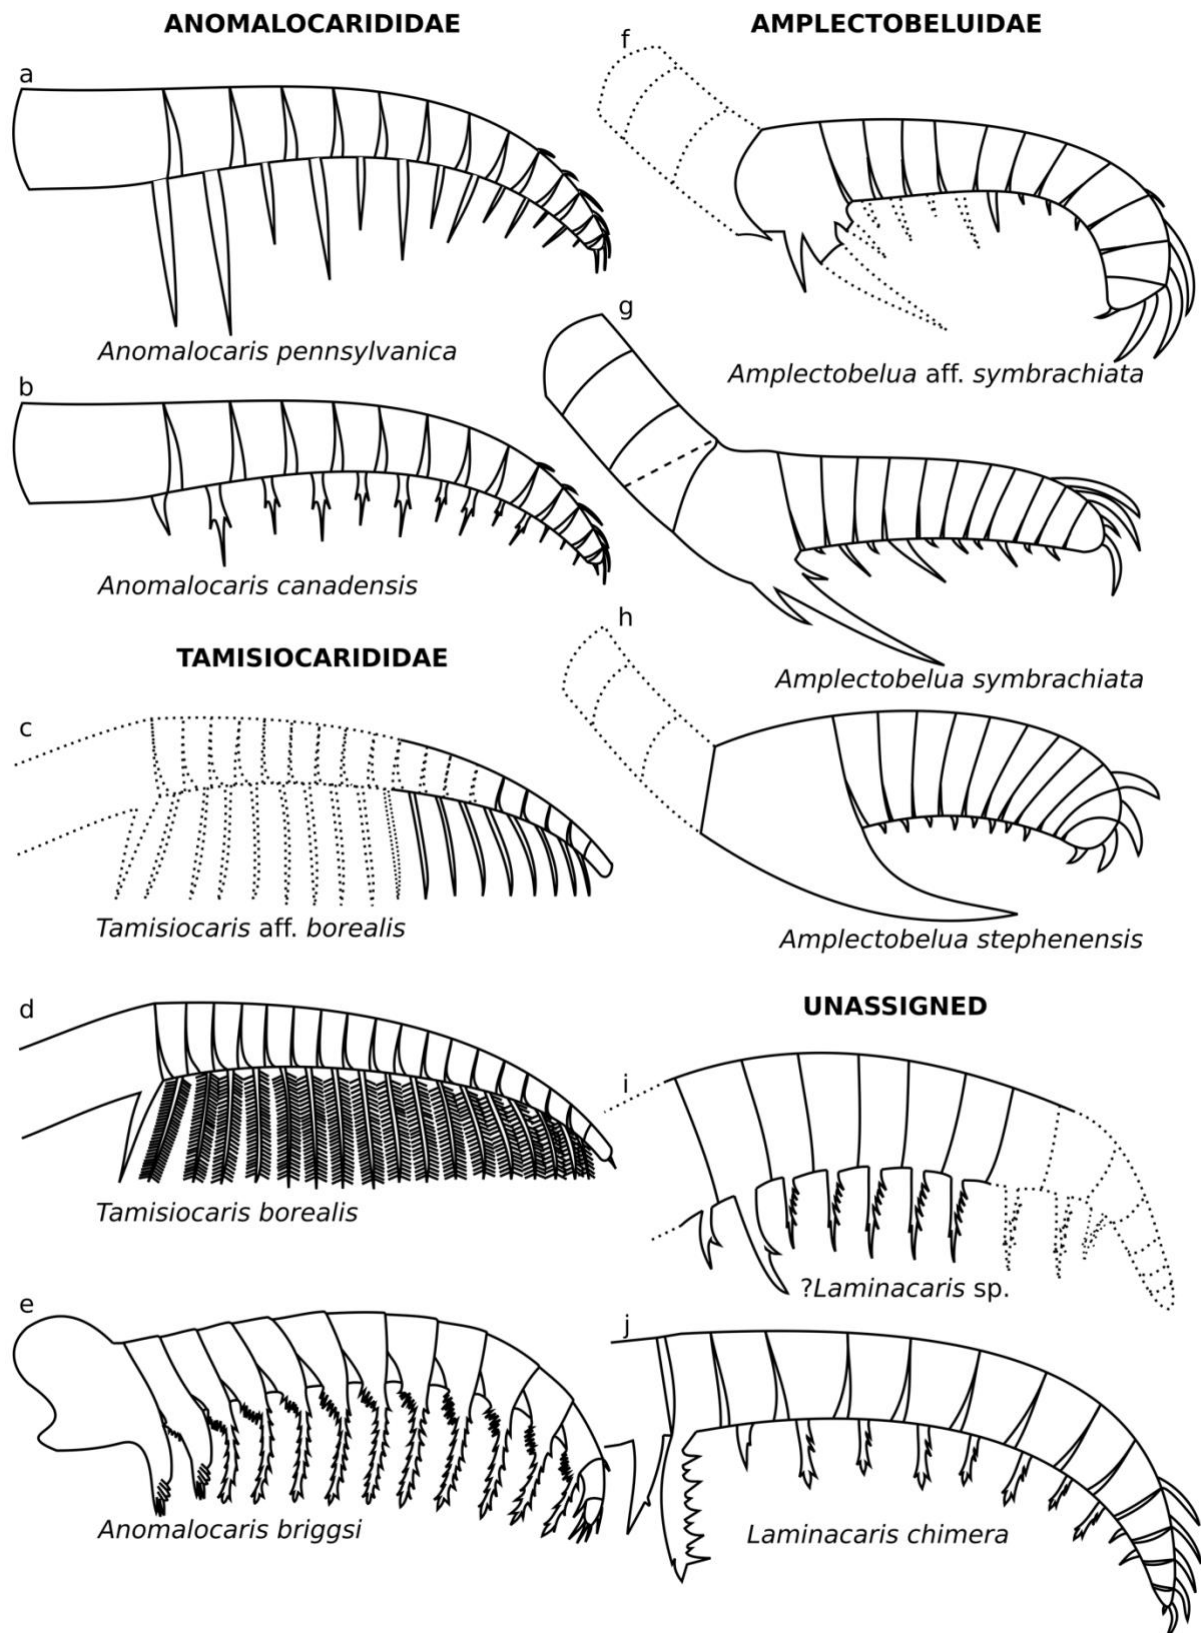 ANOMALOCARIDIDAE
a
Anomalocaris pennsylvanica
b
Anomalocaris canadensis
TAMISIOCARIDIDAE
c
Tamisiocaris aff. borealis
d
Tamisiocaris borealis
e
Anomalocaris briggsi
AMPLECTOBELUIDAE
f
Amplectobelua aff. symbrachiata
g
Amplectobelua symbrachiata
h
Amplectobelua stephenensis
UNASSIGNED
i
?Laminacaris sp.
j
Laminacaris chimera